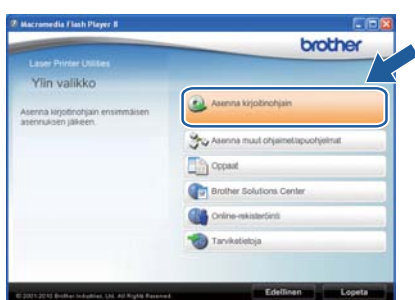 Macromedia Flash Player 8
brother
Laser Printer Utilities
Ylin valikko
Asenna kirjoitinohjain ensimmäisen
asennuksen jälkeen.
Asenna kirjoitinohjain
Asenna muut ohjaimet/apuohjelmat
Oppaat
Brother Solutions Center
Online-rekisteröinti
Tarviketietoja
© 2001-2010 Brother Industries, Ltd. All Rights Reserved.
Edellinen
Lopeta